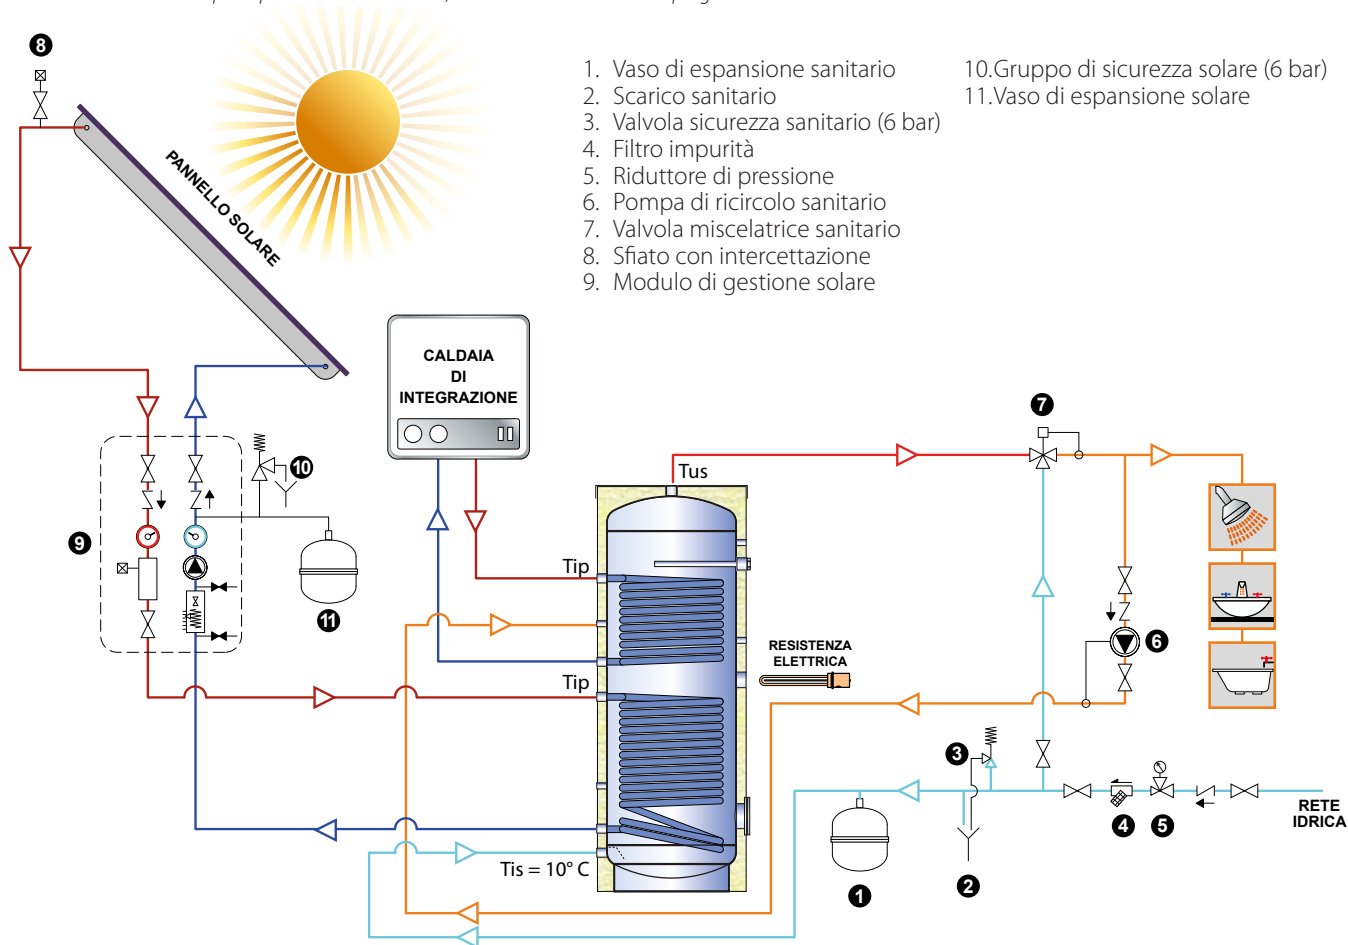 8
1. Vaso di espansione sanitario
2. Scarico sanitario
3. Valvola sicurezza sanitario (6 bar)
4. Filtro impurità
5. Riduttore di pressione
6. Pompa di ricircolo sanitario
7. Valvola miscelatrice sanitario
8. Sfiato con intercettazione
9. Modulo di gestione solare
10.Gruppo di sicurezza solare (6 bar)
11.Vaso di espansione solare
PANNELLO SOLARE
CALDAIA
DI
INTEGRAZIONE
7
10
Tus
9
Tip
11
RESISTENZA
ELETTRICA
6
Tip
3
RETE
IDRICA
4
5
Tis = 10° C
1
2